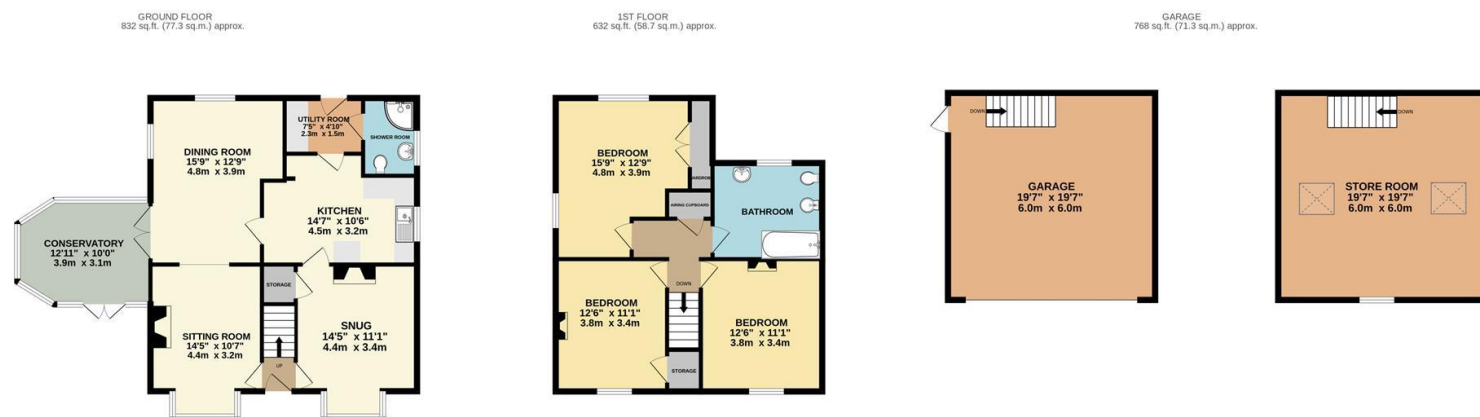 GROUND FLOOR
832 sq.ft. (77.3 sq.m.) approx.
1ST FLOOR
632 sq.ft. (58.7 sq.m.) approx.
GARAGE
768 sq.ft. (71.3 sq.m.) approx.
DINING ROOM
15'9" x 12'9"
4.8m x 3.9m
UTILITY ROOM
7'5" x 4'10"
2.3m x 1.5m
SHOWER ROOM
KITCHEN
14'7" x 10'6"
4.5m x 3.2m
CONSERVATORY
12'11" x 10'0"
3.9m x 3.1m
STORAGE
SITTING ROOM
14'5" x 10'7"
4.4m x 3.2m
SNUG
14'5" x 11'1"
4.4m x 3.4m
UP
BEDROOM
15'9" x 12'9"
4.8m x 3.9m
AIRING CUPBOARD
BATHROOM
DOWN
BEDROOM
12'6" x 11'1"
3.8m x 3.4m
BEDROOM
12'6" x 11'1"
3.8m x 3.4m
STORAGE
DOWN
GARAGE
19'7" x 19'7"
6.0m x 6.0m
DOWN
STORE ROOM
19'7" x 19'7"
6.0m x 6.0m